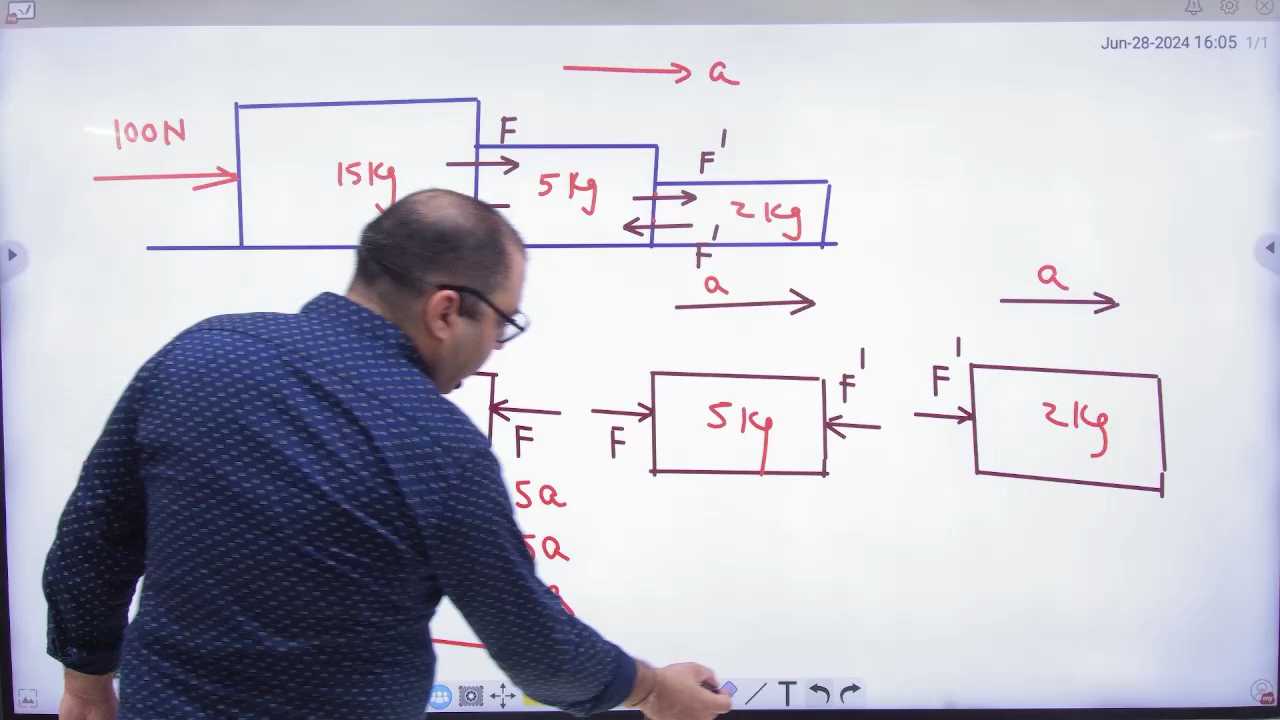 Jun-28-2024 16:05 1/1
a
100N
F
F'
15Kg
5Kg
2Kg
F'
a
a
F'
F'
5Kg
2Kg
F
F
5a
5a
T